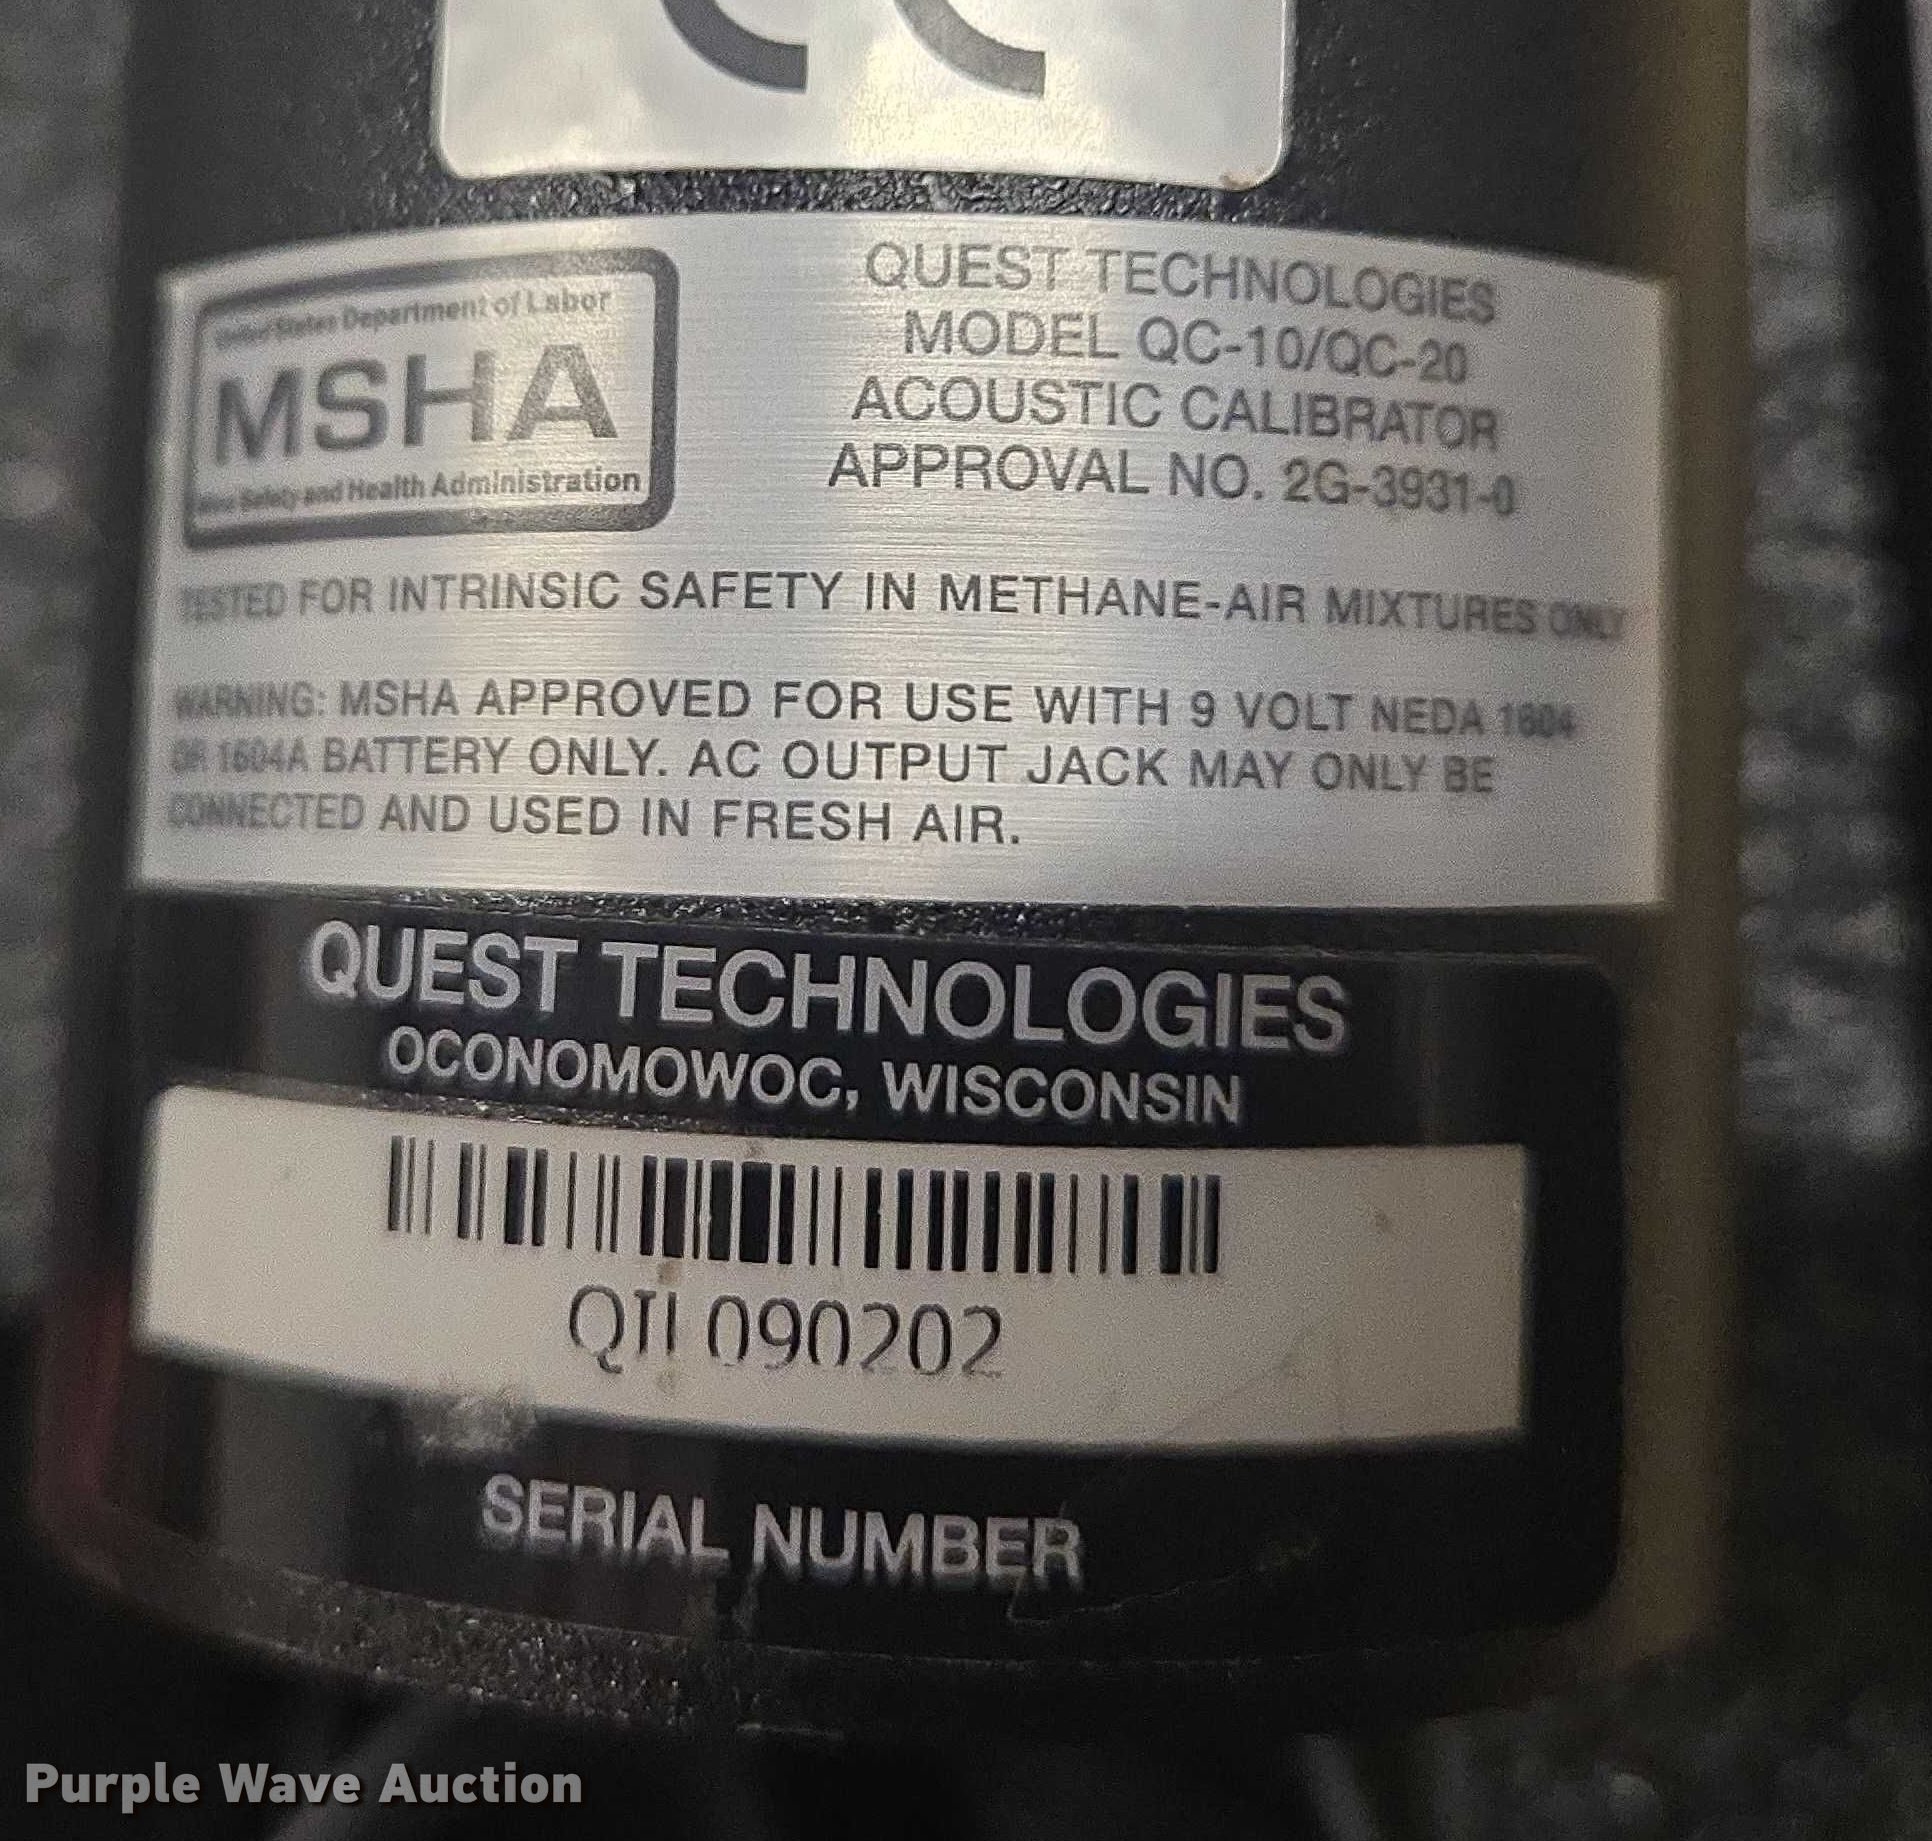 United States Department of Labor
MSHA
Mine Safety and Health Administration
QUEST TECHNOLOGIES
MODEL QC-10/QC-20
ACOUSTIC CALIBRATOR
APPROVAL NO. 2G-3931-0
TESTED FOR INTRINSIC SAFETY IN METHANE-AIR MIXTURES ONLY
WARNING: MSHA APPROVED FOR USE WITH 9 VOLT NEDA 1604
OR 1604A BATTERY ONLY. AC OUTPUT JACK MAY ONLY BE
CONNECTED AND USED IN FRESH AIR.
QUEST TECHNOLOGIES
OCONOMOWOC, WISCONSIN
QII090202
SERIAL NUMBER
Purple Wave Auction